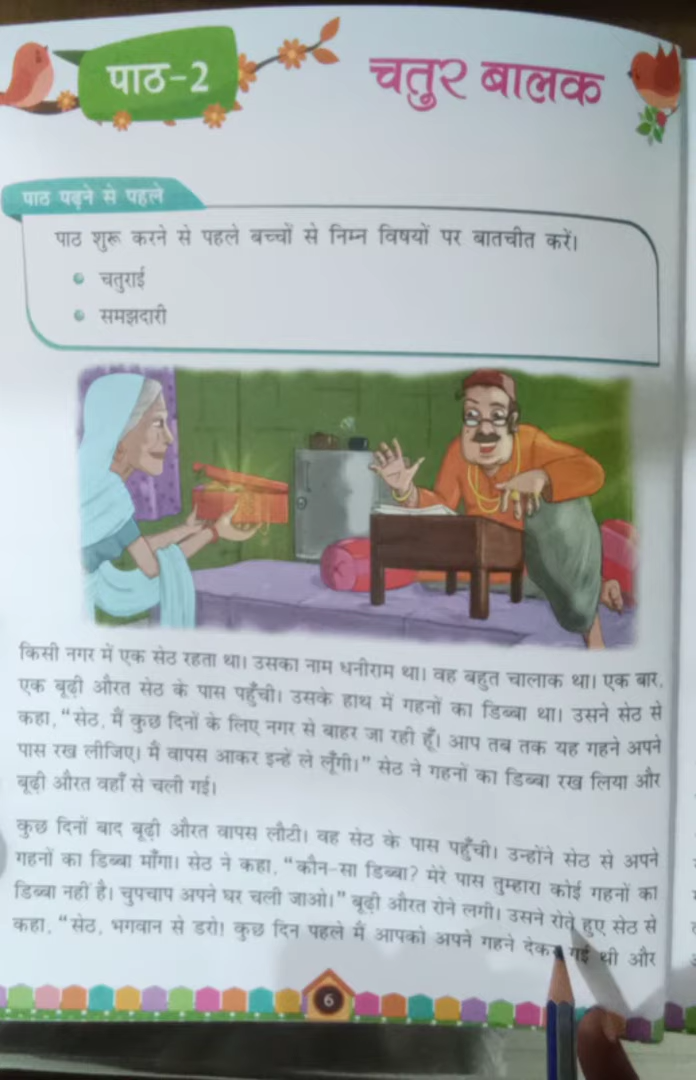 पाठ-2
चतुर बालक
पाठ पढ़ने से पहले
पाठ शुरू करने से पहले बच्चों से निम्न विषयों पर बातचीत करें।
चतुराई
समझदारी
किसी नगर में एक सेठ रहता था। उसका नाम धनीराम था। वह बहुत चालाक था। एक बार,
एक बूढ़ी औरत सेठ के पास पहुँची। उसके हाथ में गहनों का डिब्बा था। उसने सेठ से
कहा, “सेठ, मैं कुछ दिनों के लिए नगर से बाहर जा रही हूँ। आप तब तक यह गहने अपने
पास रख लीजिए। मैं वापस आकर इन्हें ले लूँगी।” सेठ ने गहनों का डिब्बा रख लिया और
बूढ़ी औरत वहाँ से चली गई।
कुछ दिनों बाद बूढ़ी औरत वापस लौटी। वह सेठ के पास पहुँची। उन्होंने सेठ से अपने
गहनों का डिब्बा माँगा। सेठ ने कहा, “कौन-सा डिब्बा? मेरे पास तुम्हारा कोई गहनों का
डिब्बा नहीं है। चुपचाप अपने घर चली जाओ।” बूढ़ी औरत रोने लगी। उसने रोते हुए सेठ से
कहा, “सेठ, भगवान से डरो! कुछ दिन पहले मैं आपको अपने गहने देकर गई थी और
6